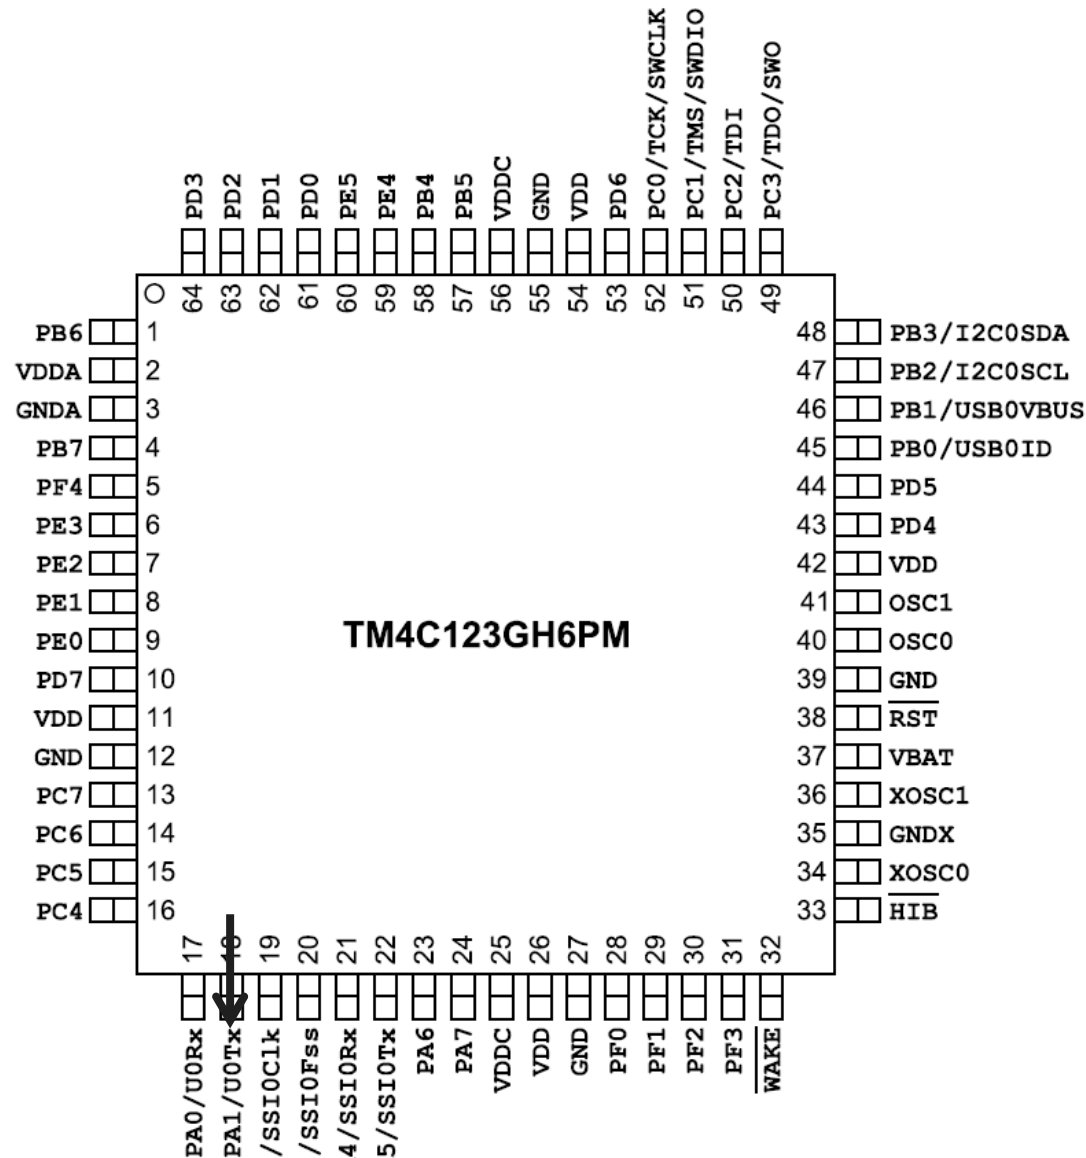 PD3
PD2
PD1
PD0
PE5
PE4
PB4
PB5
VDDC
GND
VDD
PD6
PC0/TCK/SWCLK
PC1/TMS/SWDIO
PC2/TDI
PC3/TDO/SWO
64
63
62
61
60
59
58
57
56
55
54
53
52
51
50
49
PB6 1
VDDA 2
GNDA 3
PB7 4
PF4 5
PE3 6
PE2 7
PE1 8
PE0 9
PD7 10
VDD 11
GND 12
PC7 13
PC6 14
PC5 15
PC4 16
TM4C123GH6PM
48 PB3/I2C0SDA
47 PB2/I2C0SCL
46 PB1/USB0VBUS
45 PB0/USB0ID
44 PD5
43 PD4
42 VDD
41 OSC1
40 OSC0
39 GND
38 RST
37 VBAT
36 XOSC1
35 GNDX
34 XOSC0
33 HIB
17
18
19
20
21
22
23
24
25
26
27
28
29
30
31
32
PA0/U0Rx
PA1/U0Tx
/SSI0Clk
/SSI0Fss
4/SSI0Rx
5/SSI0Tx
PA6
PA7
VDDC
VDD
GND
PF0
PF1
PF2
PF3
WAKE